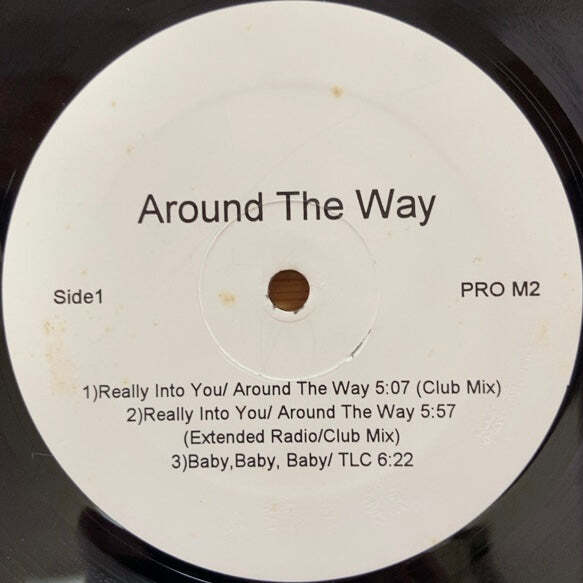 Around The Way
Side1
PRO M2
1)Really Into You/ Around The Way 5:07 (Club Mix)
2)Really Into You/ Around The Way 5:57
(Extended Radio/Club Mix)
3)Baby,Baby, Baby/ TLC 6:22